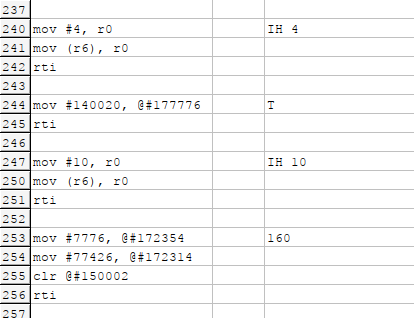 237
240 mov #4, r0 IH 4
241 mov (r6), r0
242 rti
243
244 mov #140020, @#177776 T
245 rti
246
247 mov #10, r0 IH 10
250 mov (r6), r0
251 rti
252
253 mov #7776, @#172354 160
254 mov #77426, @#172314
255 clr @#150002
256 rti
257